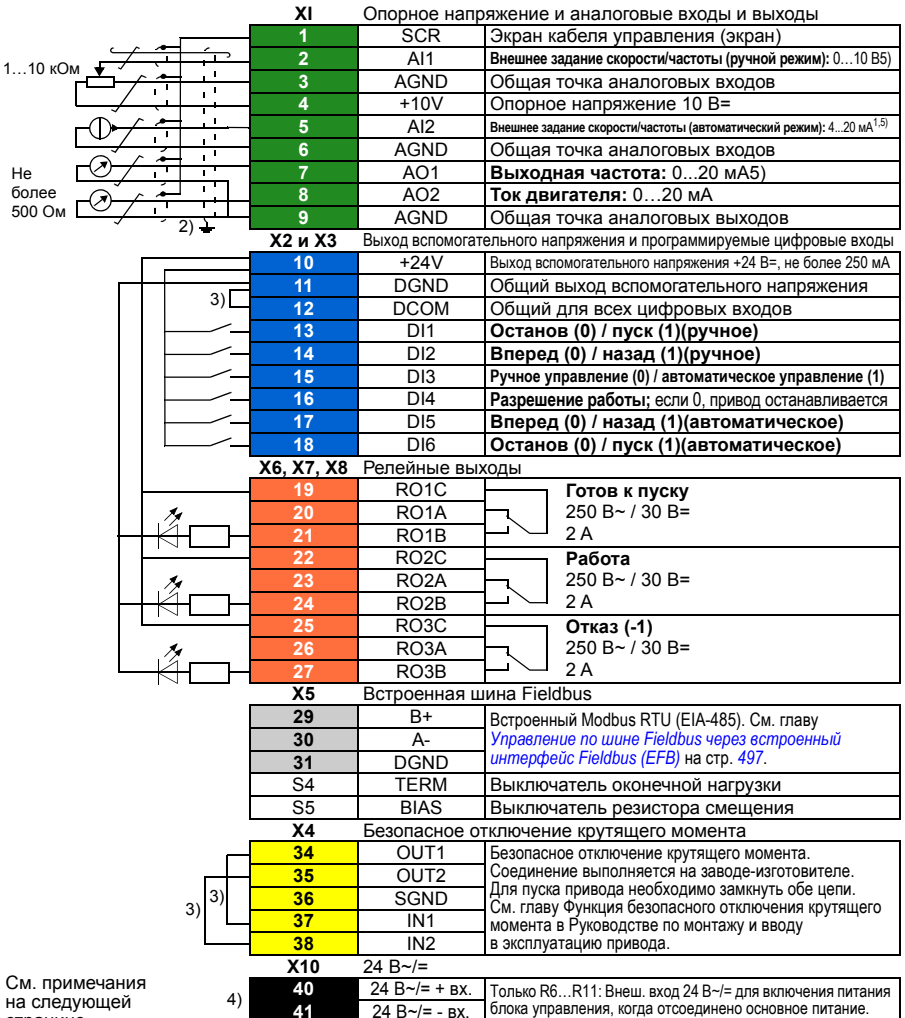 XI Опорное напряжение и аналоговые входы и выходы
1 SCR Экран кабеля управления (экран)
1…10 кОм
2 AI1 Внешнее задание скорости/частоты (ручной режим): 0…10 В5)
3 AGND Общая точка аналоговых входов
4 +10V Опорное напряжение 10 В=
5 AI2 Внешнее задание скорости/частоты (автоматический режим): 4...20 мА1,5)
6 AGND Общая точка аналоговых входов
Не
более
500 Ом
7 AO1 Выходная частота: 0...20 мА5)
8 AO2 Ток двигателя: 0…20 мА
9 AGND Общая точка аналоговых выходов
2)
X2 и X3 Выход вспомогательного напряжения и программируемые цифровые входы
10 +24V Выход вспомогательного напряжения +24 В=, не более 250 мА
11 DGND Общий выход вспомогательного напряжения
3)
12 DCOM Общий для всех цифровых входов
13 DI1 Останов (0) / пуск (1)(ручное)
14 DI2 Вперед (0) / назад (1)(ручное)
15 DI3 Ручное управление (0) / автоматическое управление (1)
16 DI4 Разрешение работы; если 0, привод останавливается
17 DI5 Вперед (0) / назад (1)(автоматическое)
18 DI6 Останов (0) / пуск (1)(автоматическое)
X6, X7, X8 Релейные выходы
19 RO1C Готов к пуску
20 RO1A 250 В~ / 30 В=
21 RO1B 2 А
22 RO2C Работа
23 RO2A 250 В~ / 30 В=
24 RO2B 2 А
25 RO3C Отказ (-1)
26 RO3A 250 В~ / 30 В=
27 RO3B 2 А
X5 Встроенная шина Fieldbus
29 B+ Встроенный Modbus RTU (EIA-485). См. главу
30 A- Управление по шине Fieldbus через встроенный
31 DGND интерфейс Fieldbus (EFB) на стр. 497.
S4 TERM Выключатель оконечной нагрузки
S5 BIAS Выключатель резистора смещения
X4 Безопасное отключение крутящего момента
34 OUT1 Безопасное отключение крутящего момента.
35 OUT2 Соединение выполняется на заводе-изготовителе.
36 SGND Для пуска привода необходимо замкнуть обе цепи.
3) 3)
37 IN1 См. главу Функция безопасного отключения крутящего
момента в Руководстве по монтажу и вводу
38 IN2 в эксплуатацию привода.
X10 24 В~/=
См. примечания
на следующей
4)
40 24 В~/= + вх. Только R6…R11: Внеш. вход 24 В~/= для включения питания
41 24 В~/= - вх. блока управления, когда отсоединено основное питание.